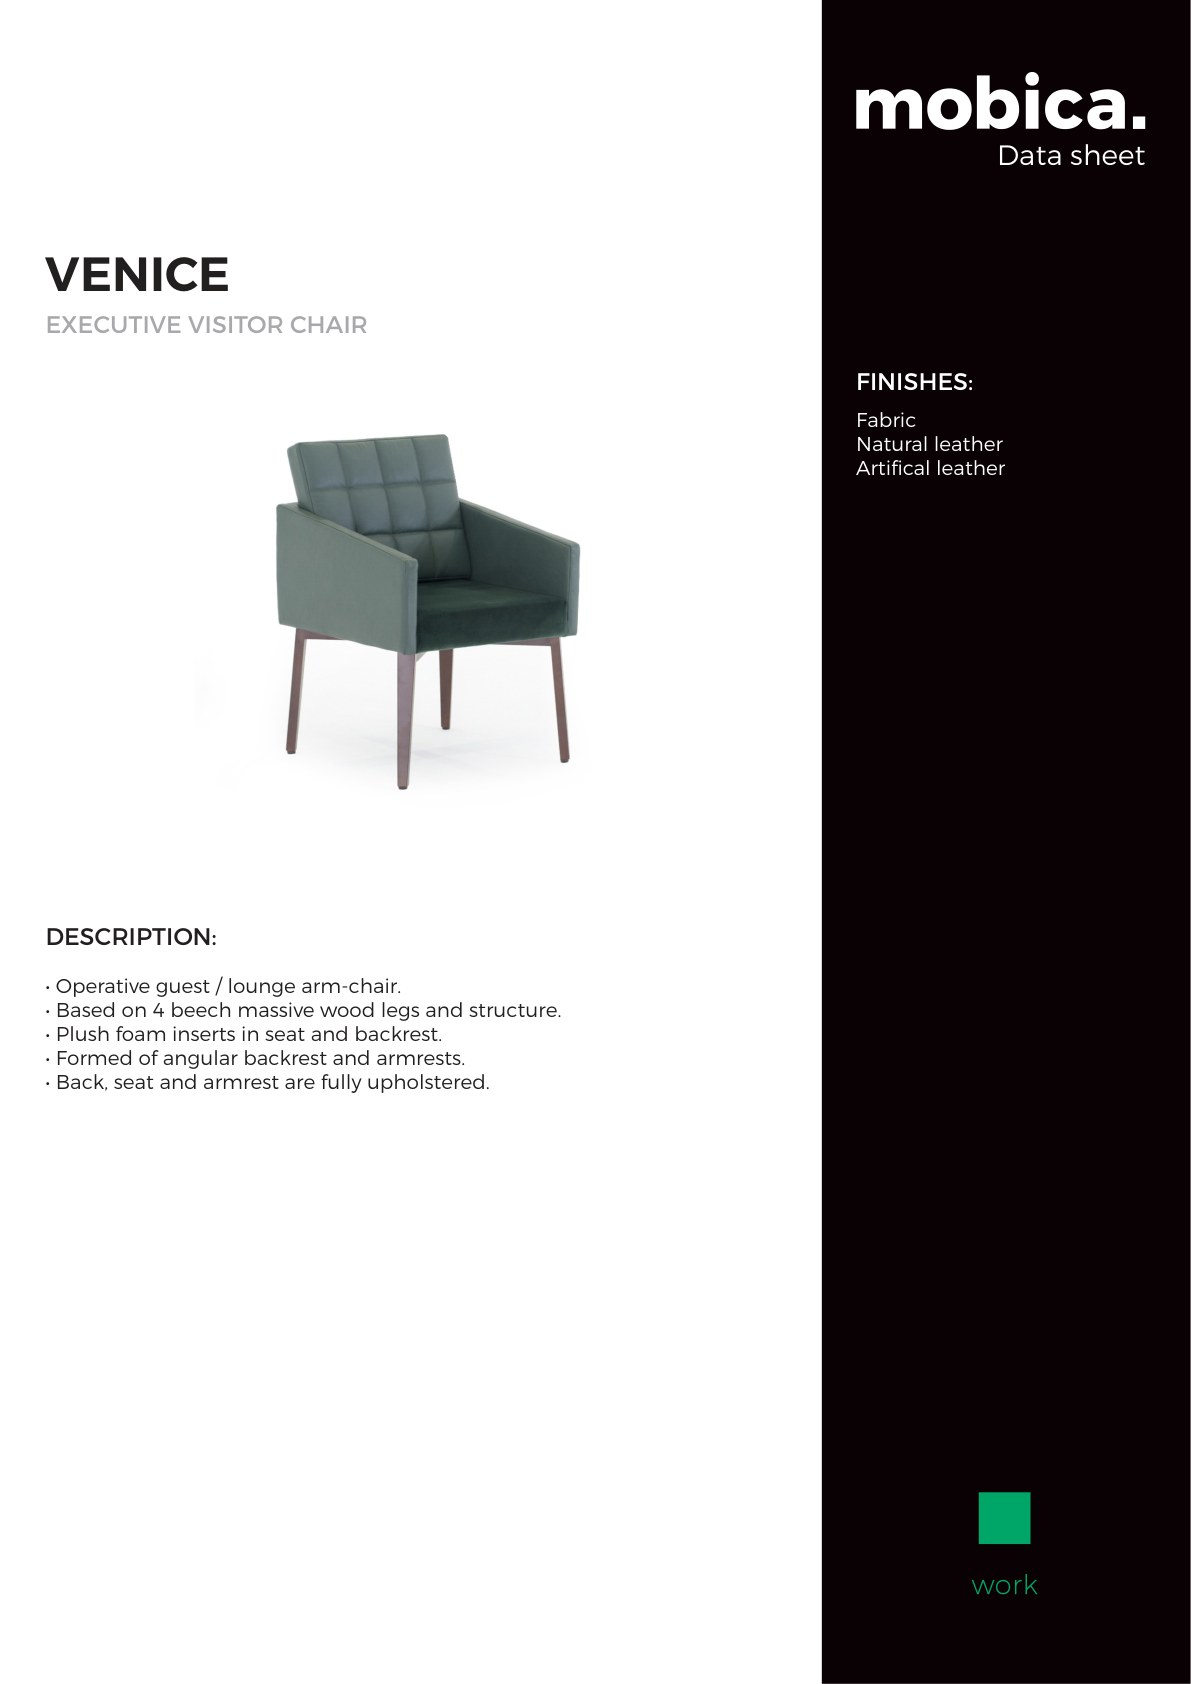 mobica.
Data sheet
VENICE
EXECUTIVE VISITOR CHAIR
FINISHES:
Fabric
Natural leather
Artifical leather
DESCRIPTION:
• Operative guest / lounge arm-chair.
• Based on 4 beech massive wood legs and structure.
• Plush foam inserts in seat and backrest.
• Formed of angular backrest and armrests.
• Back, seat and armrest are fully upholstered.
work